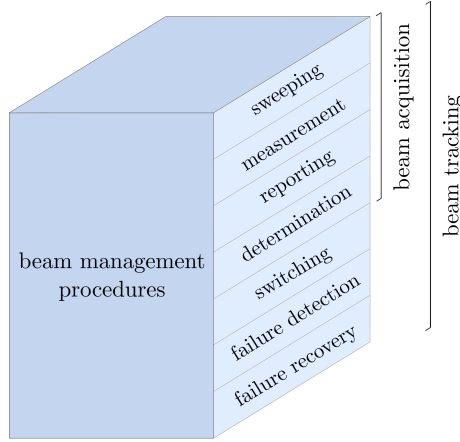 beam management
procedures
sweeping
measurement
reporting
determination
switching
failure detection
failure recovery
beam acquisition
beam tracking